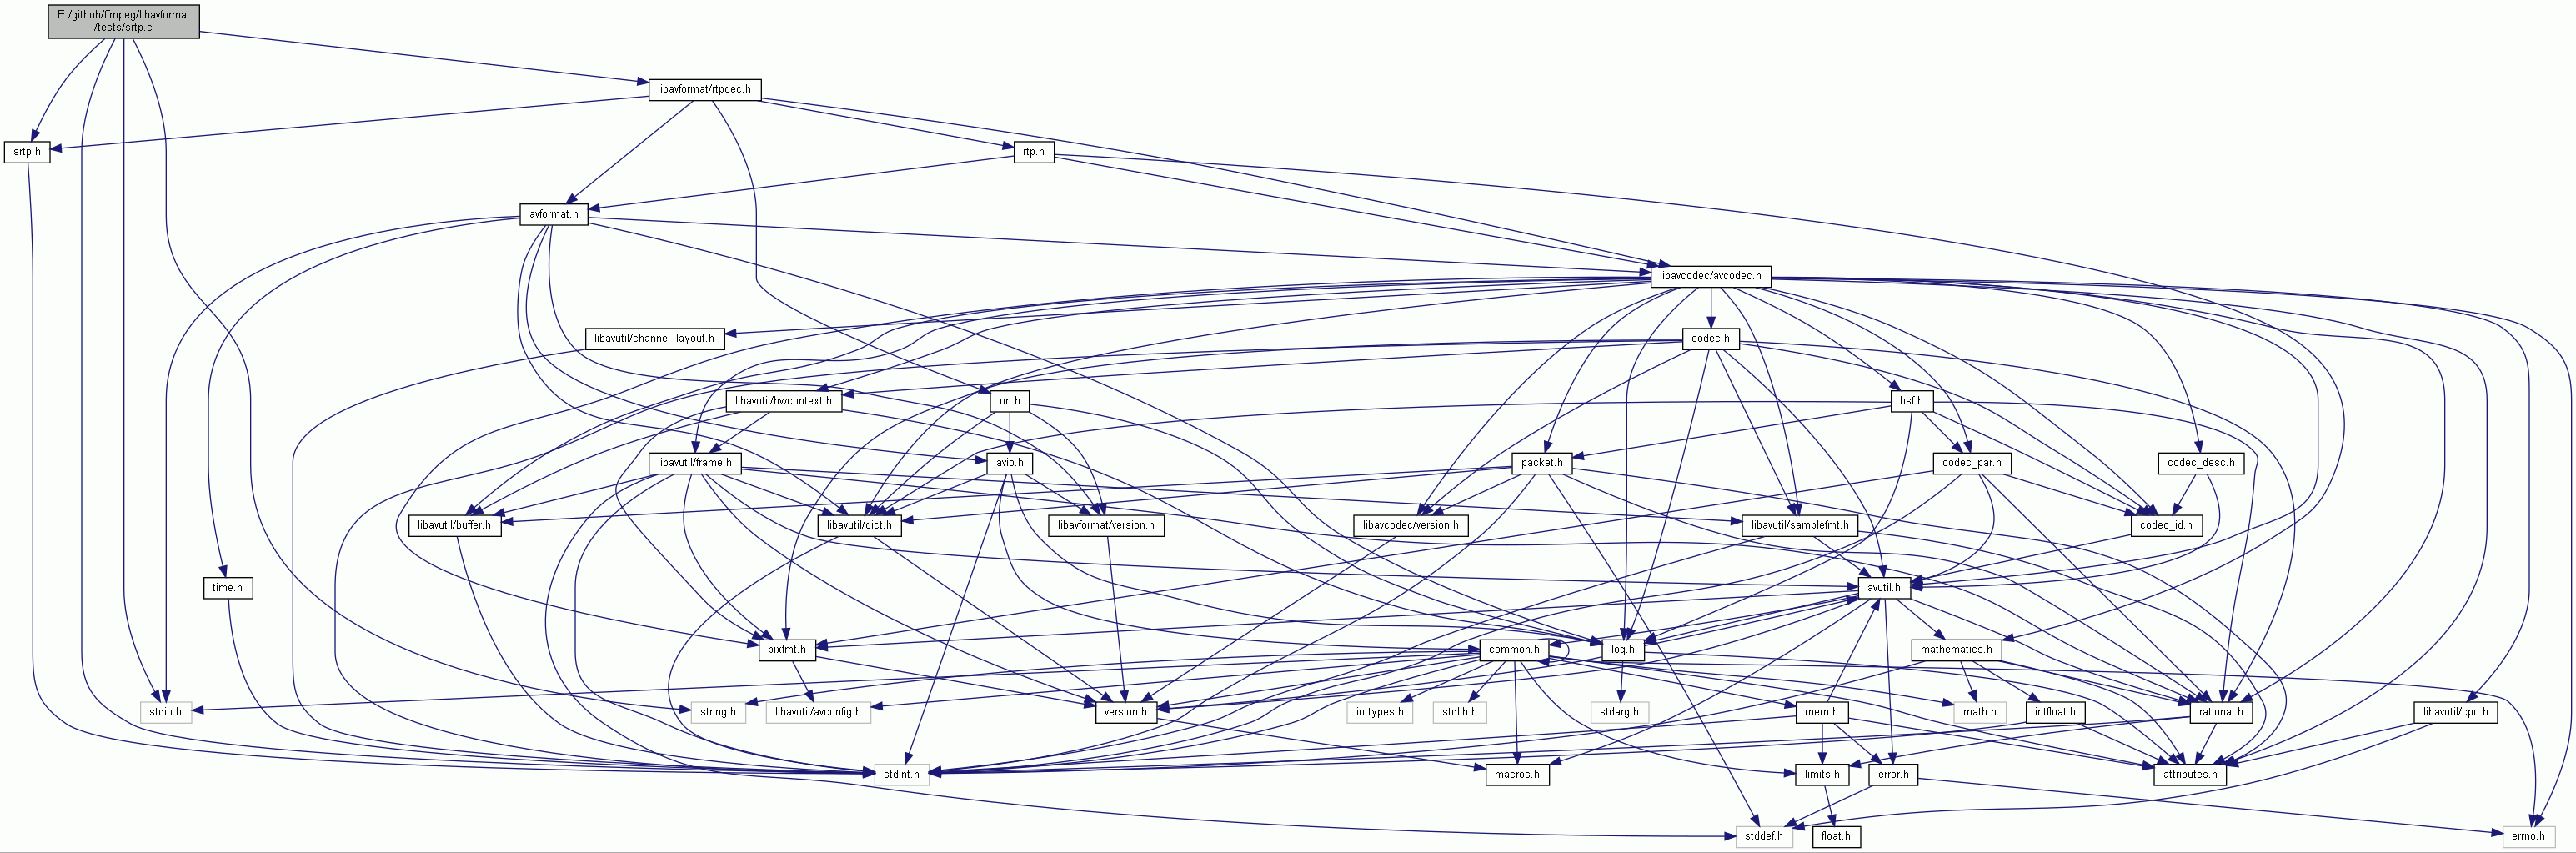 E:/github/ffmpeg/libavformat
/tests/srtp.c
libavformat/rtpdec.h
srtp.h
rtp.h
avformat.h
libavcodec/avcodec.h
libavutil/channel_layout.h
codec.h
libavutil/hwcontext.h
url.h
bsf.h
libavutil/frame.h
avio.h
packet.h
codec_par.h
codec_desc.h
libavutil/buffer.h
libavutil/dict.h
libavformat/version.h
libavcodec/version.h
libavutil/samplefmt.h
codec_id.h
time.h
avutil.h
pixfmt.h
common.h
log.h
mathematics.h
stdio.h
string.h
libavutil/avconfig.h
version.h
inttypes.h
stdlib.h
stdarg.h
mem.h
math.h
intfloat.h
rational.h
libavutil/cpu.h
stdint.h
macros.h
limits.h
error.h
attributes.h
stddef.h
float.h
errno.h